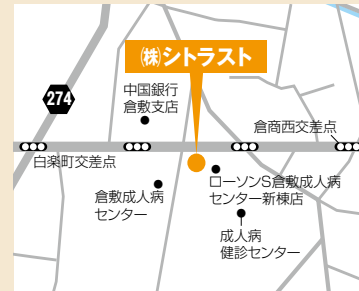 ㈱シトラスト
274
中国銀行
倉敷支店
倉商西交差点
白楽町交差点
倉敷成人病
センター
ローソンS倉敷成人病
センター新棟店
成人病
健診センター